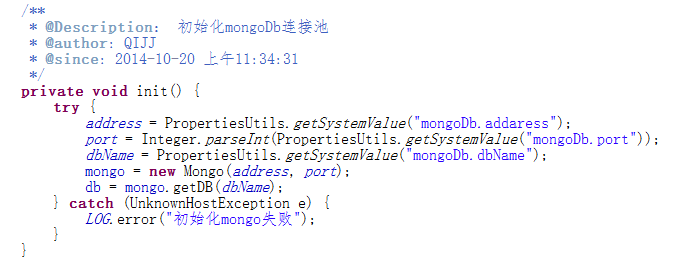 /**
 * @Description: 初始化mongoDb连接池
 * @author: QIJJ
 * @since: 2014-10-20 上午11:34:31
 */
private void init() {
    try {
        address = PropertiesUtils.getSystemValue("mongoDb.addaress");
        port = Integer.parseInt(PropertiesUtils.getSystemValue("mongoDb.port"));
        dbName = PropertiesUtils.getSystemValue("mongoDb.dbName");
        mongo = new Mongo(address, port);
        db = mongo.getDB(dbName);
    } catch (UnknownHostException e) {
        LOG.error("初始化mongo失败");
    }
}